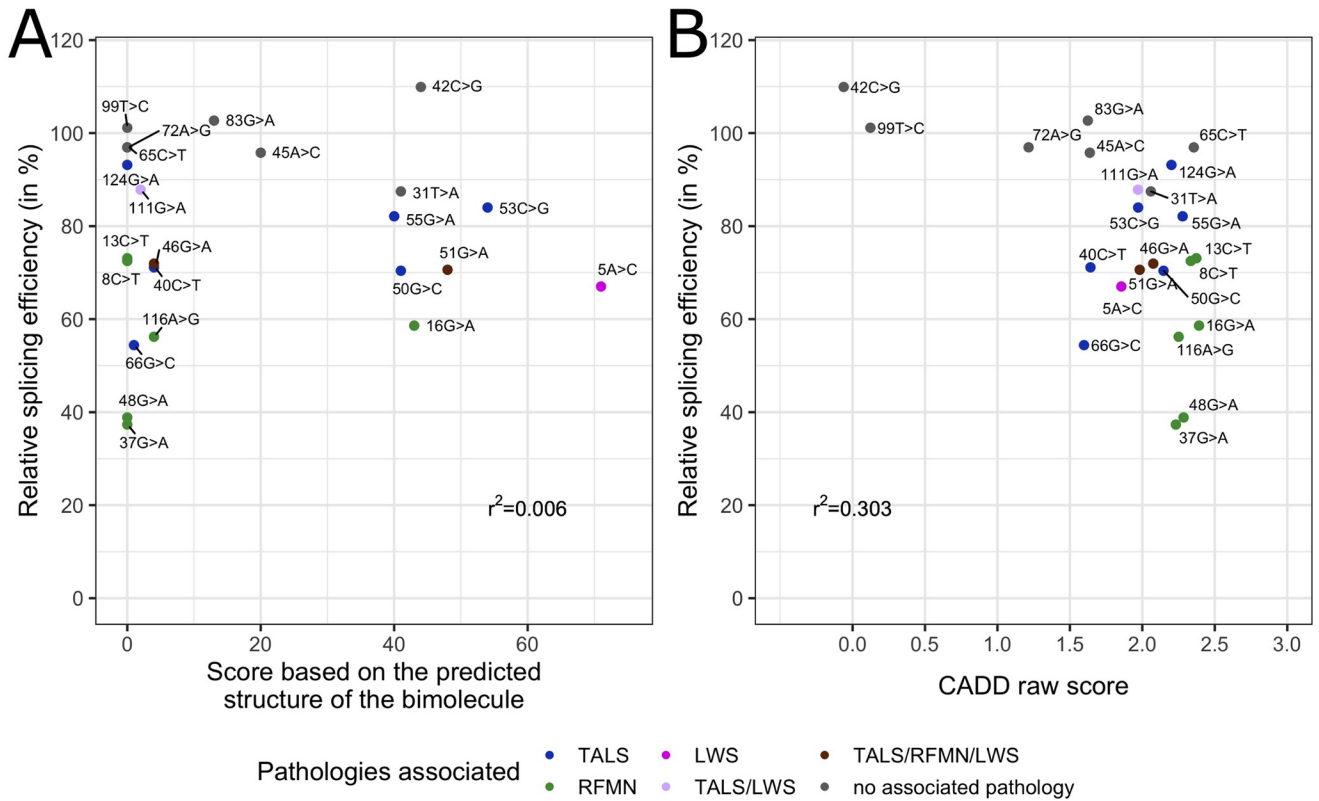 A
Relative splicing efficiency (in %)
120
100
80
60
40
20
0
42C>G
99T>C
83G>A
72A>G
65C>T
45A>C
124G>A
111G>A
31T>A
53C>G
55G>A
13C>T
46G>A
51G>A
8C>T
40C>T
50G>C
5A>C
116A>G
16G>A
66G>C
48G>A
37G>A
r²=0.006
0 20 40 60
Score based on the predicted
structure of the bimolecule
B
Relative splicing efficiency (in %)
120
100
80
60
40
20
0
42C>G
83G>A
99T>C
72A>G
65C>T
45A>C
111G>A
124G>A
31T>A
53C>G
55G>A
40C>T
46G>A
13C>T
8C>T
51G>A
50G>C
5A>C
16G>A
66G>C
116A>G
48G>A
37G>A
r²=0.303
0.0 0.5 1.0 1.5 2.0 2.5 3.0
CADD raw score
Pathologies associated
TALS
LWS
TALS/RFMN/LWS
RFMN
TALS/LWS
no associated pathology